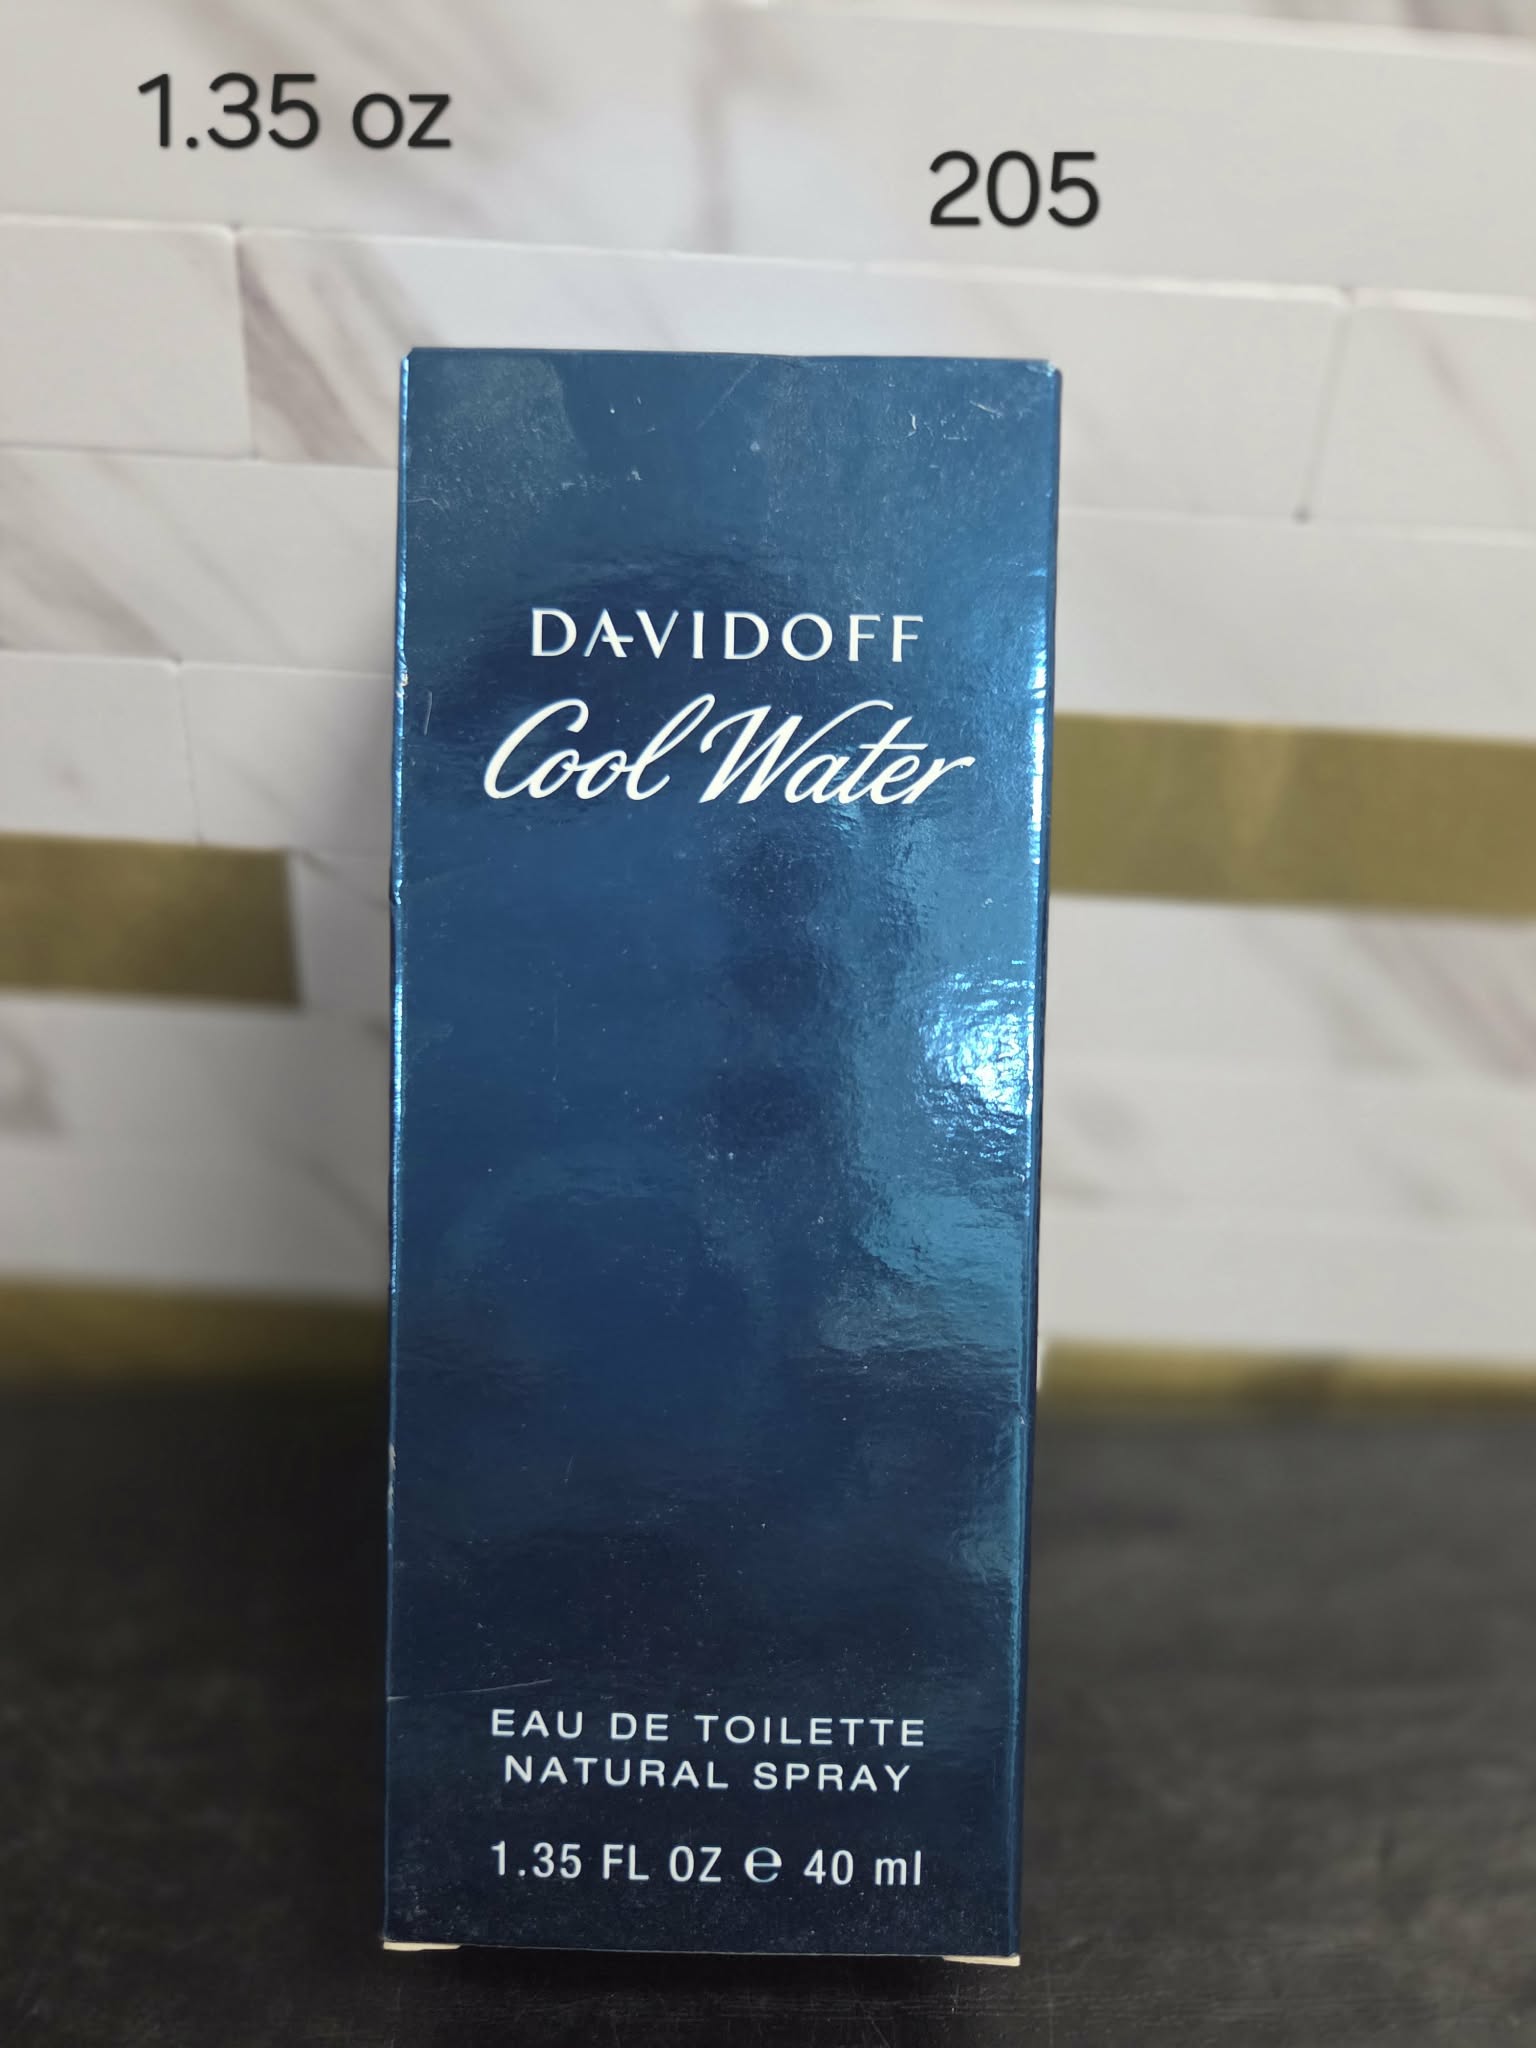 1.35 oz
205
DAVIDOFF
Cool Water
EAU DE TOILETTE
NATURAL SPRAY
1.35 FL OZ ℮ 40 ml